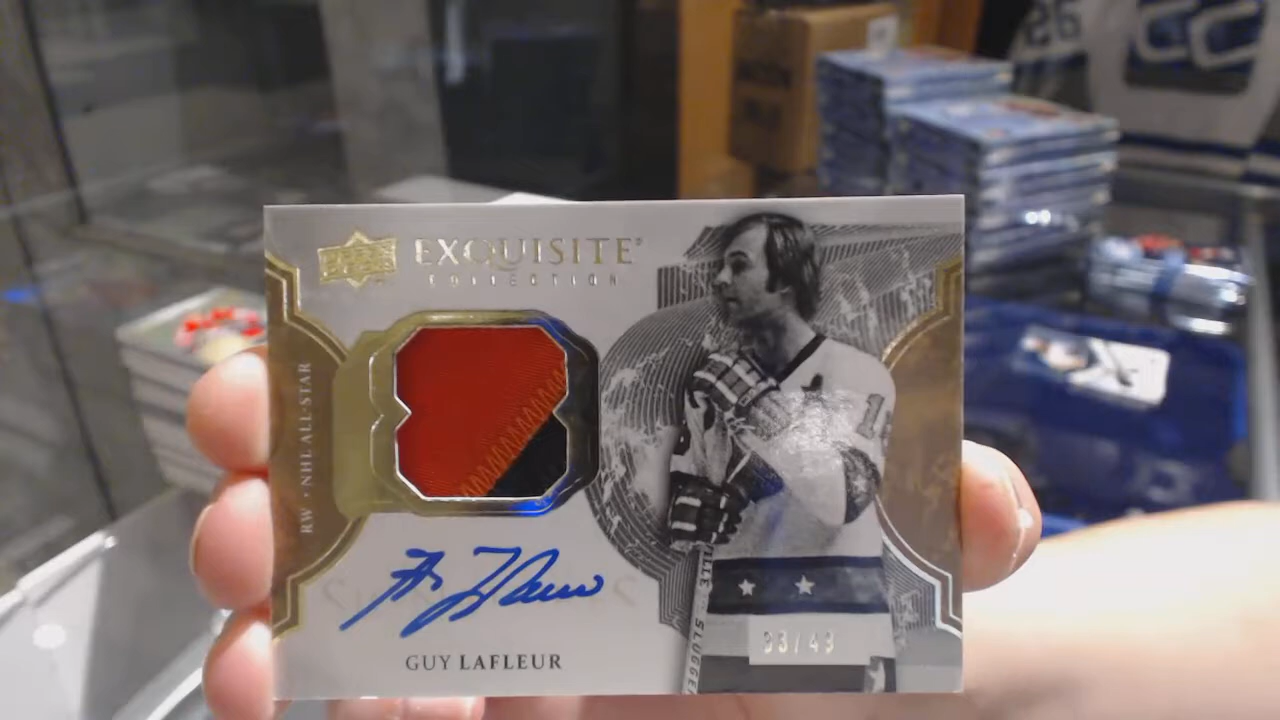 UPPER DECK
EXQUISITE
COLLECTION
RW • NHL ALL-STAR
GUY LAFLEUR